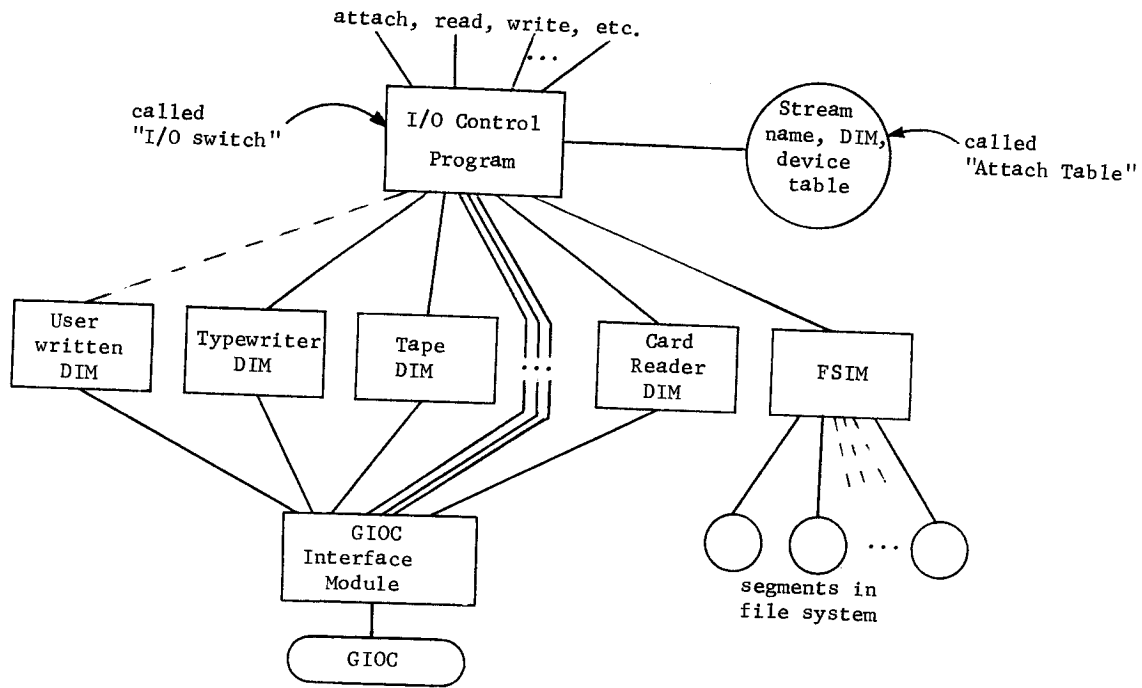 attach, read, write, etc.
...
called
"I/O switch"
I/O Control
Program
Stream
name, DIM,
device
table
called
"Attach Table"
User
written
DIM
Typewriter
DIM
Tape
DIM
...
Card
Reader
DIM
FSIM
GIOC
Interface
Module
...
segments in
file system
GIOC